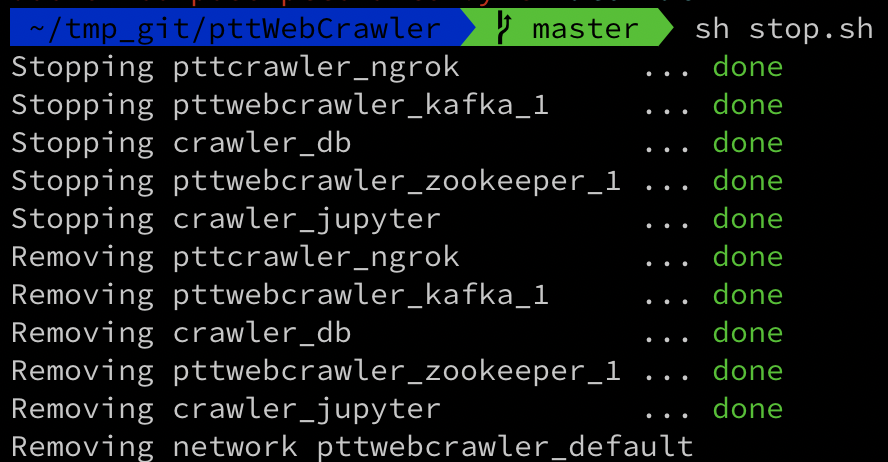 ~/tmp_git/pttWebCrawler master sh stop.sh
Stopping pttcrawler_ngrok ... done
Stopping pttwebcrawler_kafka_1 ... done
Stopping crawler_db ... done
Stopping pttwebcrawler_zookeeper_1 ... done
Stopping crawler_jupyter ... done
Removing pttcrawler_ngrok ... done
Removing pttwebcrawler_kafka_1 ... done
Removing crawler_db ... done
Removing pttwebcrawler_zookeeper_1 ... done
Removing crawler_jupyter ... done
Removing network pttwebcrawler_default